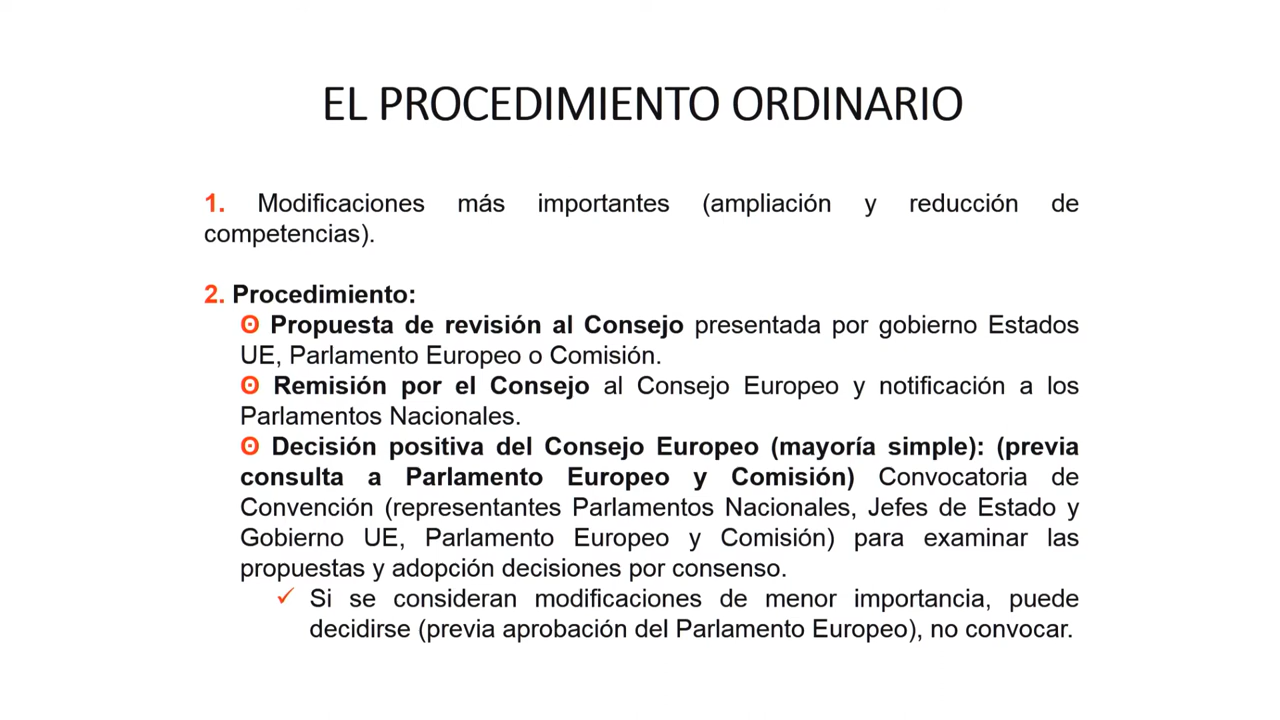 EL PROCEDIMIENTO ORDINARIO
1. Modificaciones más importantes (ampliación y reducción de
competencias).
2. Procedimiento:
ʘ Propuesta de revisión al Consejo presentada por gobierno Estados
UE, Parlamento Europeo o Comisión.
ʘ Remisión por el Consejo al Consejo Europeo y notificación a los
Parlamentos Nacionales.
ʘ Decisión positiva del Consejo Europeo (mayoría simple): (previa
consulta a Parlamento Europeo y Comisión) Convocatoria de
Convención (representantes Parlamentos Nacionales, Jefes de Estado y
Gobierno UE, Parlamento Europeo y Comisión) para examinar las
propuestas y adopción decisiones por consenso.
✓ Si se consideran modificaciones de menor importancia, puede
decidirse (previa aprobación del Parlamento Europeo), no convocar.